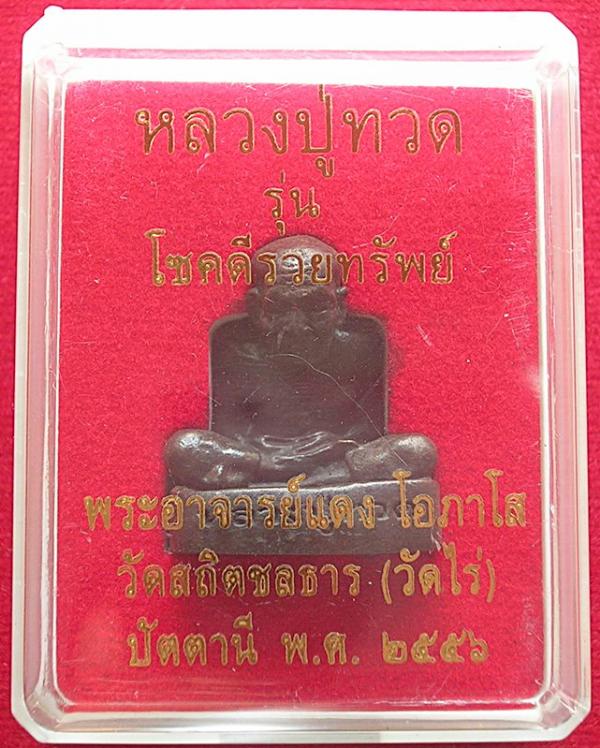 หลวงปู่ทวด
รุ่น
โชคดีรวยทรัพย์
พระอาจารย์แดง โอภาโส
วัดสถิตชลธาร (วัดไร่)
ปัตตานี พ.ศ. ๒๕๕๖